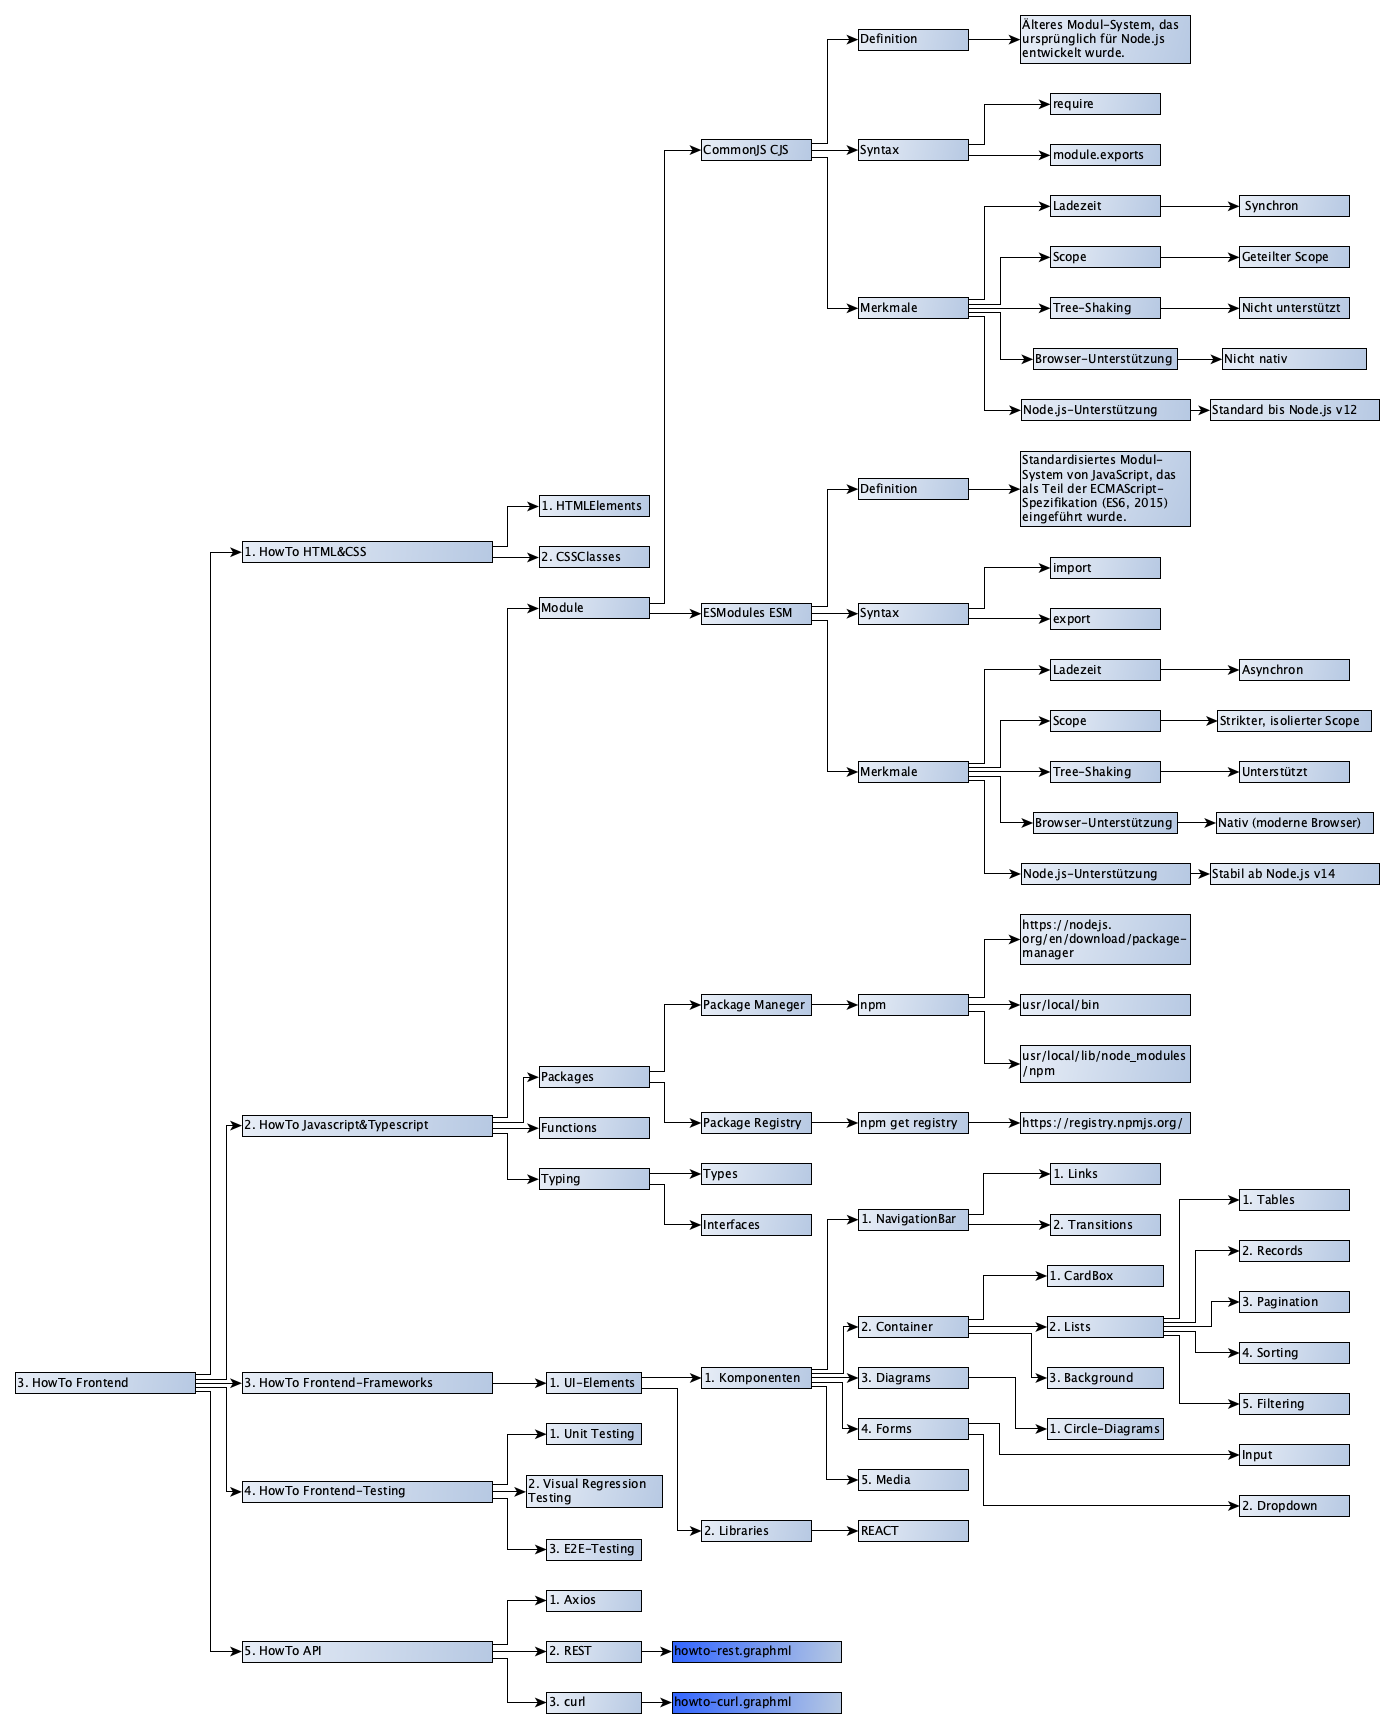 Älteres Modul-System, das
ursprünglich für Node.js
entwickelt wurde.
Definition
require
CommonJS CJS
Syntax
module.exports
Ladezeit
Synchron
Scope
Geteilter Scope
Merkmale
Tree-Shaking
Nicht unterstützt
Browser-Unterstützung
Nicht nativ
Node.js-Unterstützung
Standard bis Node.js v12
Standardisiertes Modul-
System von JavaScript, das
als Teil der ECMAScript-
Spezifikation (ES6, 2015)
eingeführt wurde.
Definition
1. HTMLElements
1. HowTo HTML&CSS
2. CSSClasses
import
Module
ESModules ESM
Syntax
export
Ladezeit
Asynchron
Scope
Strikter, isolierter Scope
Merkmale
Tree-Shaking
Unterstützt
Browser-Unterstützung
Nativ (moderne Browser)
Node.js-Unterstützung
Stabil ab Node.js v14
https://nodejs.
org/en/download/package-
manager
Package Maneger
npm
usr/local/bin
usr/local/lib/node_modules
/npm
Packages
2. HowTo Javascript&Typescript
Functions
Package Registry
npm get registry
https://registry.npmjs.org/
Typing
Types
Interfaces
1. Links
1. NavigationBar
2. Transitions
1. Tables
2. Records
1. CardBox
3. Pagination
2. Container
2. Lists
4. Sorting
3. HowTo Frontend
3. HowTo Frontend-Frameworks
1. UI-Elements
1. Komponenten
3. Diagrams
3. Background
5. Filtering
4. Forms
1. Circle-Diagrams
Input
1. Unit Testing
5. Media
4. HowTo Frontend-Testing
2. Visual Regression
Testing
2. Dropdown
2. Libraries
REACT
3. E2E-Testing
1. Axios
5. HowTo API
2. REST
howto-rest.graphml
3. curl
howto-curl.graphml